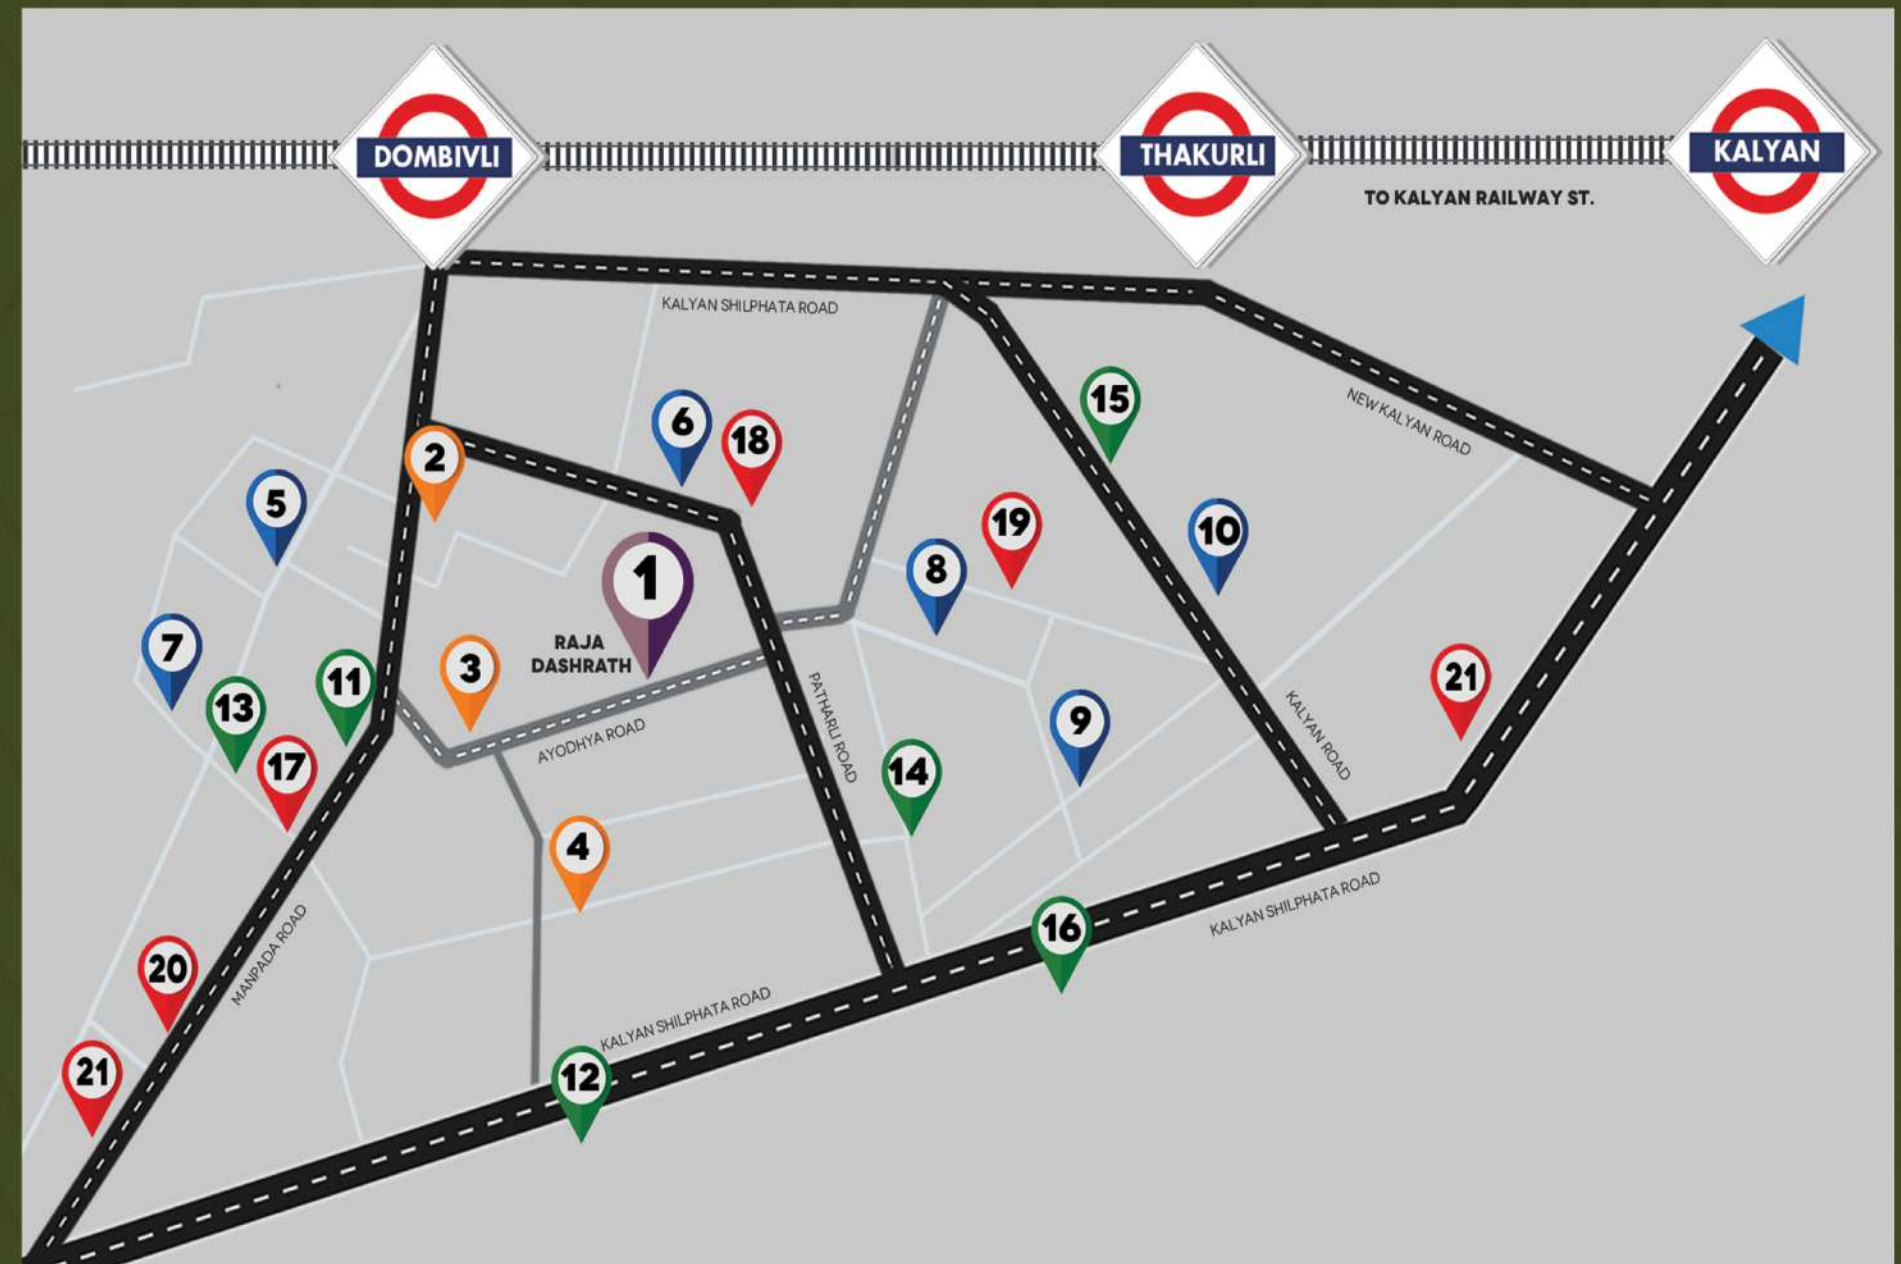 DOMBIVLI
THAKURLI
KALYAN
TO KALYAN RAILWAY ST.
KALYAN SHILPHATA ROAD
NEW KALYAN ROAD
15
6
18
2
5
19
10
8
1
RAJA
DASHRATH
7
3
11
13
21
PATHARLI ROAD
KALYAN ROAD
9
AYODHYA ROAD
17
14
4
KALYAN SHILPHATA ROAD
16
MANPADA ROAD
20
KALYAN SHILPHATA ROAD
21
12